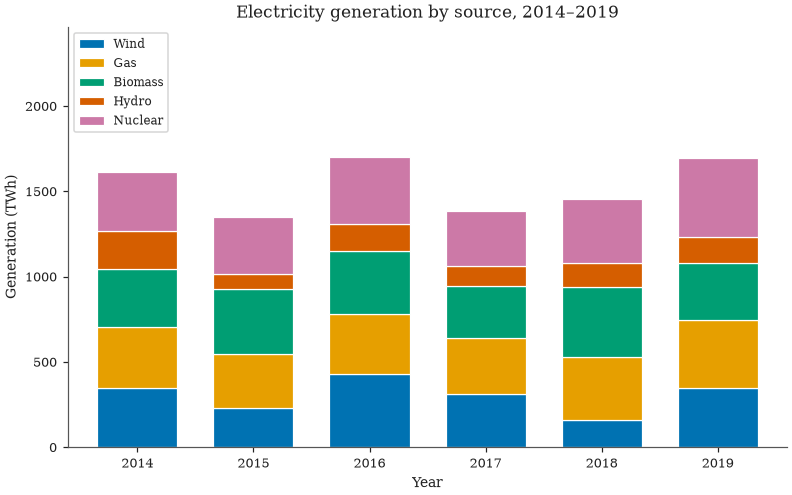 Electricity generation by source, 2014–2019
Wind
Gas
Biomass
Hydro
Nuclear
Generation (TWh)
2000
1500
1000
500
0
2014 2015 2016 2017 2018 2019
Year